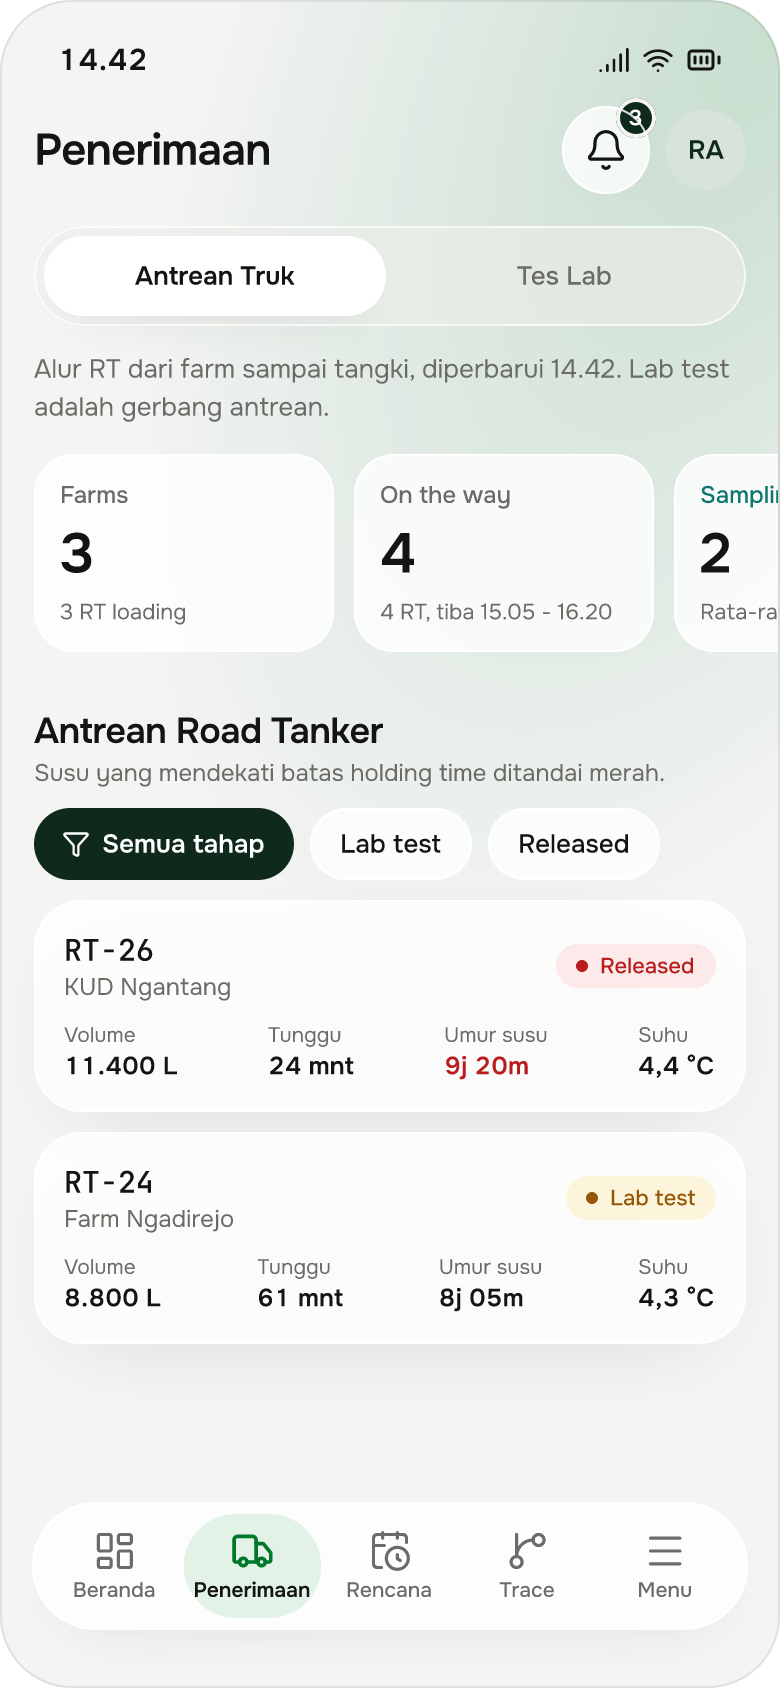 14.42
Penerimaan
3
RA
Antrean Truk
Tes Lab
Alur RT dari farm sampai tangki, diperbarui 14.42. Lab test
adalah gerbang antrean.
Farms
3
3 RT loading
On the way
4
4 RT, tiba 15.05 - 16.20
2
Antrean Road Tanker
Susu yang mendekati batas holding time ditandai merah.
Semua tahap
Lab test
Released
RT-26
KUD Ngantang
Released
Volume
Tunggu
Umur susu
Suhu
11.400 L
24 mnt
9j 20m
4,4 °C
RT-24
Farm Ngadirejo
Lab test
Volume
Tunggu
Umur susu
Suhu
8.800 L
61 mnt
8j 05m
4,3 °C
Beranda
Penerimaan
Rencana
Trace
Menu